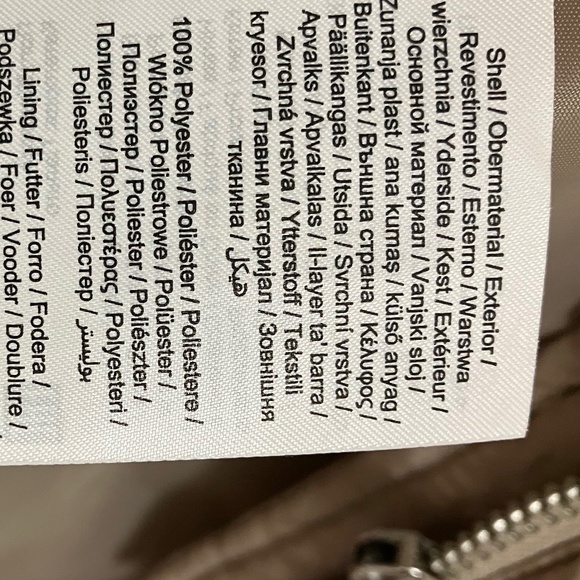 Shell / Obermaterial / Exterior /
Revestimento / Esterno / Warstwa
wierzchnia / Yderside / Kest / Extérieur /
Основной материал / Vanjski sloj /
Zunanja plast / ana kumaş / külső anyag /
Buitenkant / Външна страна / Κέλυφος /
Päällikangas / Utsida / Svrchní vrstva /
Apvalks / Apvalkalas / Il-layer ta' barra /
Zvrchná vrstva / Ytterstoff / Tekstili
kryesor / Главни материјал / Зовнішня
тканина / هيكل
100% Polyester / Poliéster / Poliestere /
Włókno Poliestrowe / Polüester /
Полиэстер / Poliester / Poliészter /
Полиестер / Πολυεστέρας / Polyesteri /
Poliesteris / Поліестер / بوليستر
Lining / Futter / Forro / Fodera /
Podszewka / Foer / Vooder / Doublure /